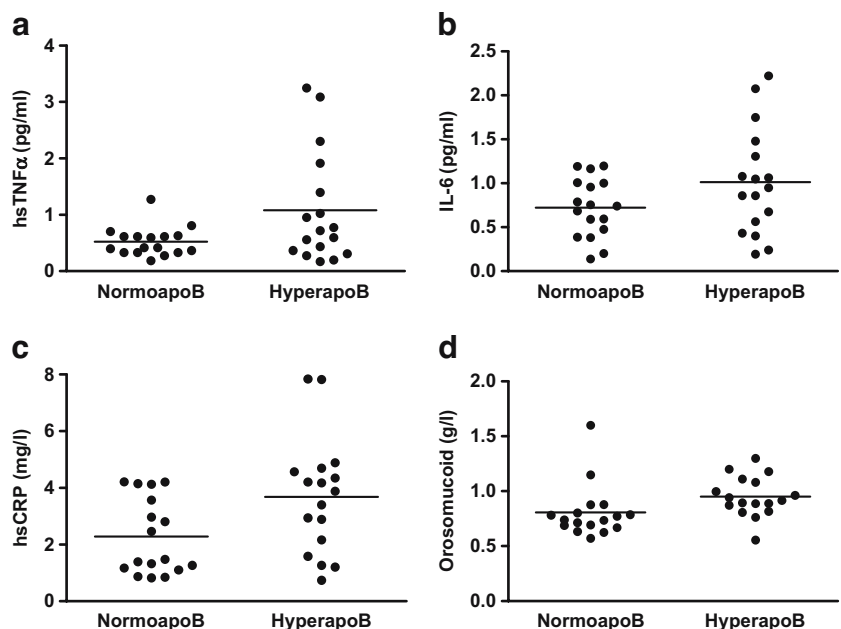 a
hsTNFα (pg/ml)
4
3
2
1
0
NormoapoB HyperapoB
b
IL-6 (pg/ml)
2.5
2.0
1.5
1.0
0.5
0.0
NormoapoB HyperapoB
c
hsCRP (mg/l)
8
6
4
2
0
NormoapoB HyperapoB
d
Orosomucoid (g/l)
2.0
1.5
1.0
0.5
0.0
NormoapoB HyperapoB